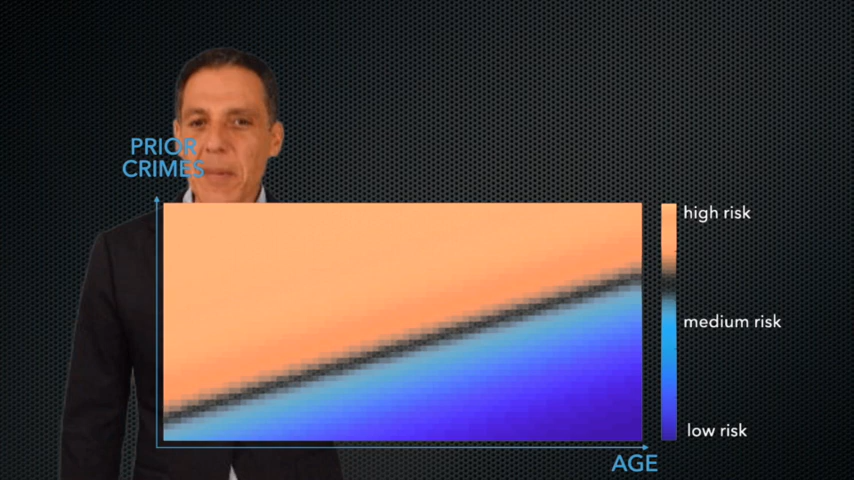 PRIOR
CRIMES
high risk
medium risk
low risk
AGE